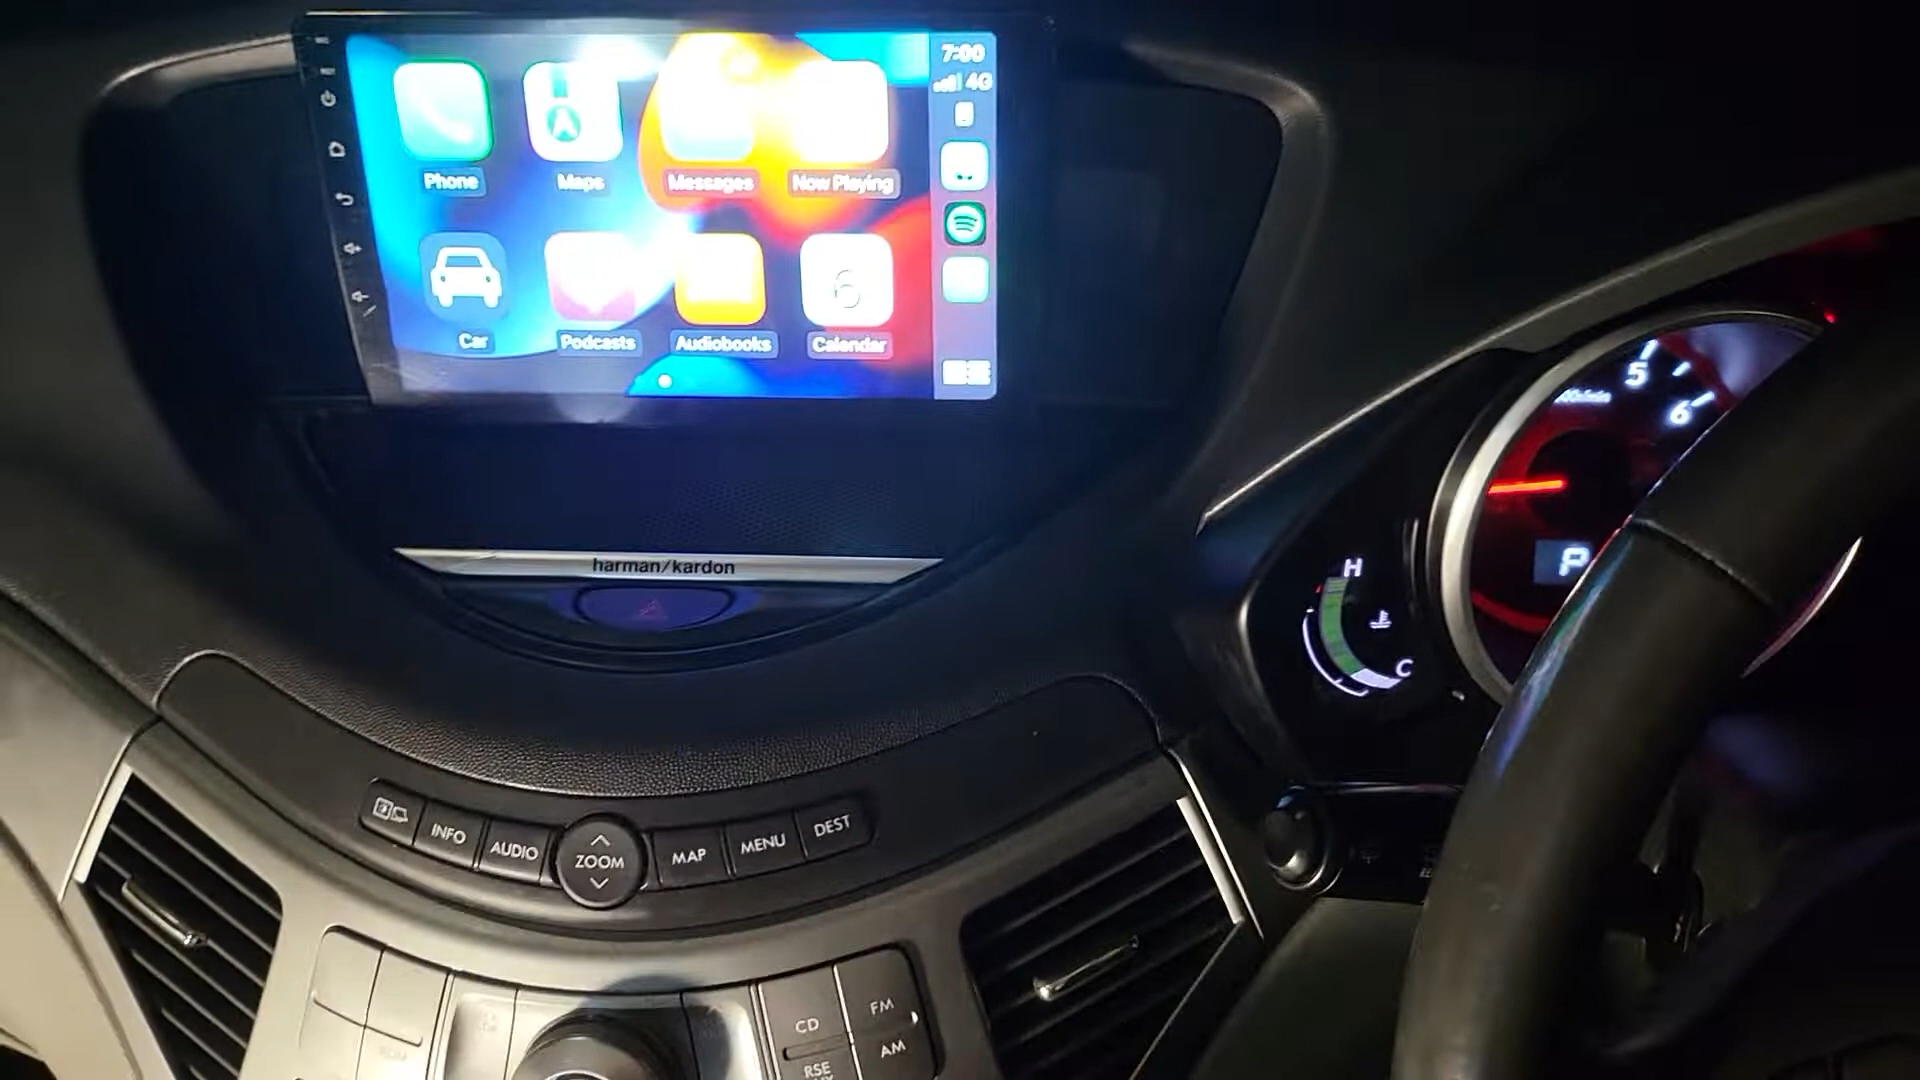 7:00
4G
Phone
Maps
Messages
Now Playing
Car
Podcasts
Audiobooks
6
Calendar
harman/kardon
5
6
P
H
C
INFO
AUDIO
ZOOM
MAP
MENU
DEST
CD
FM
AM
RSE